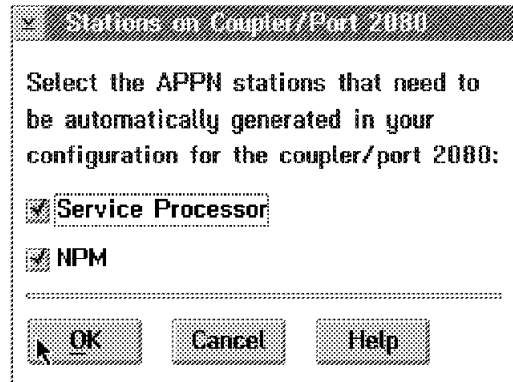 Stations on Coupler/Port 2080
Select the APPN stations that need to
be automatically generated in your
configuration for the coupler/port 2080:
Service Processor
NPM
OK Cancel Help